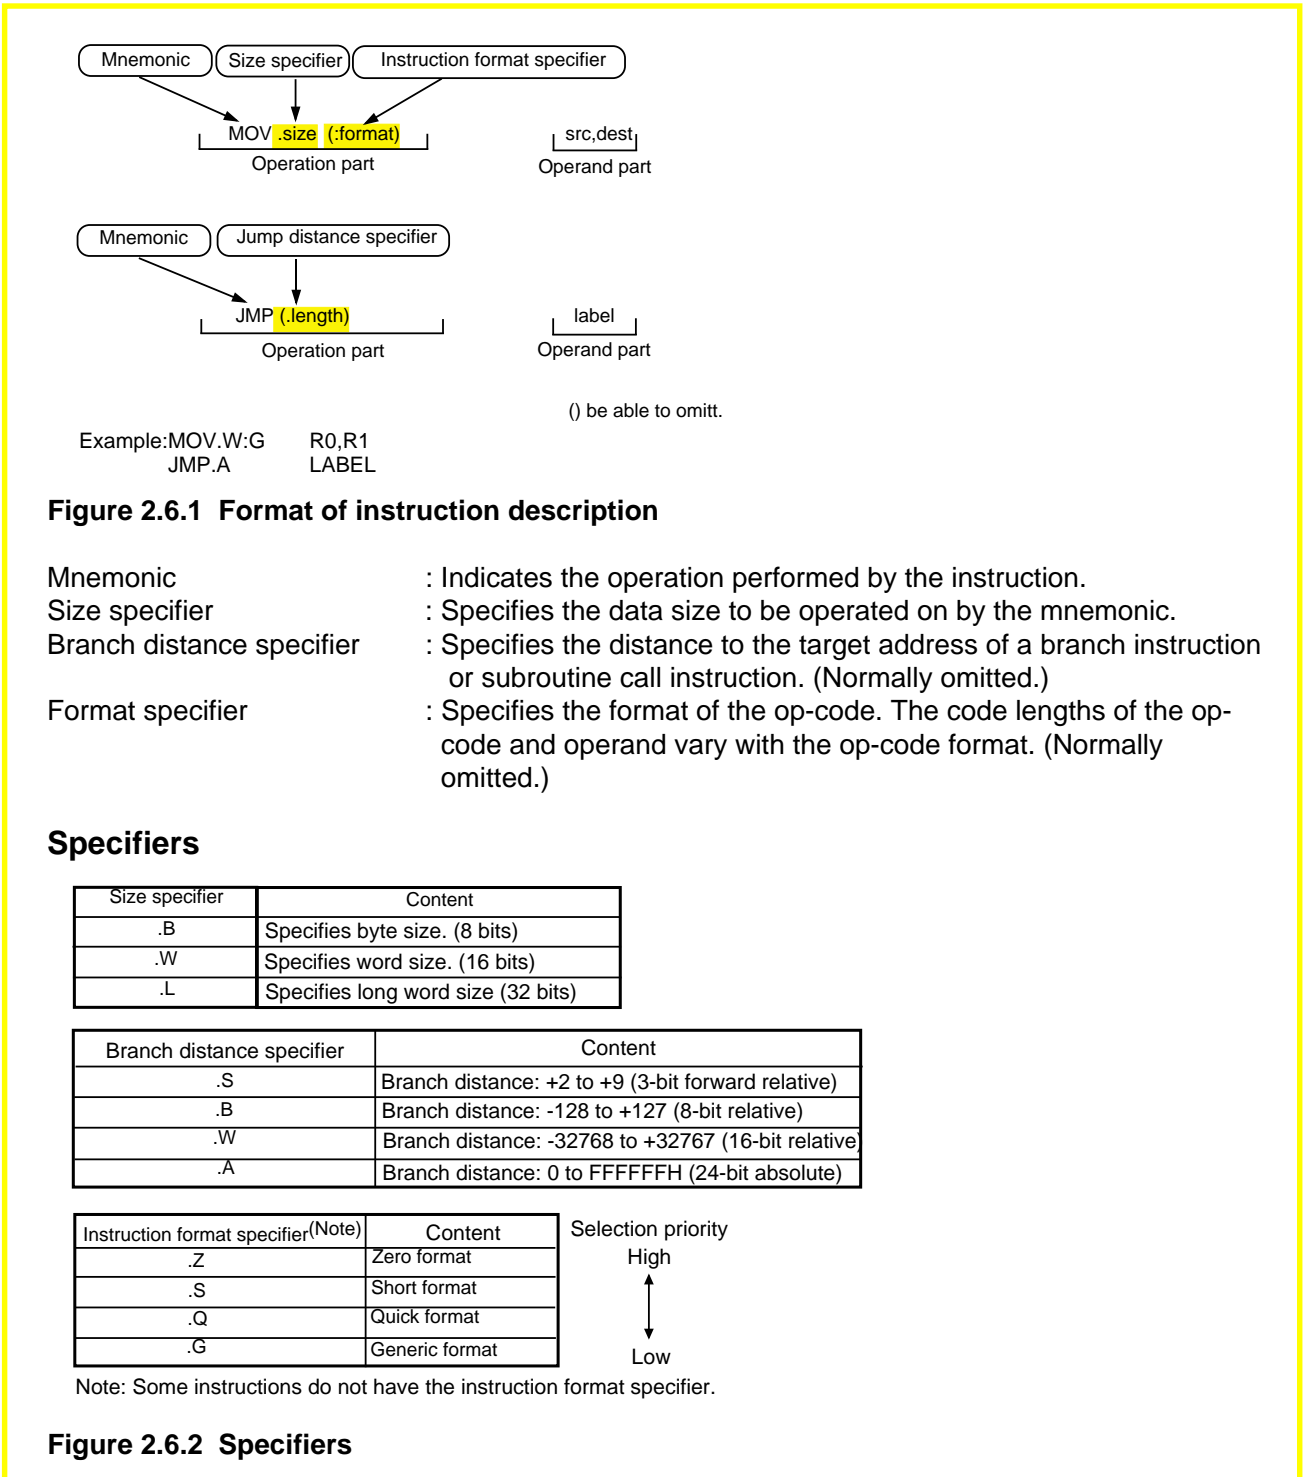 Mnemonic Size specifier Instruction format specifier
MOV .size (:format) src,dest
Operation part Operand part
Mnemonic Jump distance specifier
JMP (.length) label
Operation part Operand part
() be able to omitt.
Example:MOV.W:G R0,R1
JMP.A LABEL
Figure 2.6.1 Format of instruction description
Mnemonic : Indicates the operation performed by the instruction.
Size specifier : Specifies the data size to be operated on by the mnemonic.
Branch distance specifier : Specifies the distance to the target address of a branch instruction
or subroutine call instruction. (Normally omitted.)
Format specifier : Specifies the format of the op-code. The code lengths of the op-
code and operand vary with the op-code format. (Normally
omitted.)
Specifiers
Size specifier Content
.B Specifies byte size. (8 bits)
.W Specifies word size. (16 bits)
.L Specifies long word size (32 bits)
Branch distance specifier Content
.S Branch distance: +2 to +9 (3-bit forward relative)
.B Branch distance: -128 to +127 (8-bit relative)
.W Branch distance: -32768 to +32767 (16-bit relative)
.A Branch distance: 0 to FFFFFFH (24-bit absolute)
Instruction format specifier(Note) Content Selection priority
.Z Zero format High
.S Short format
.Q Quick format
.G Generic format Low
Note: Some instructions do not have the instruction format specifier.
Figure 2.6.2 Specifiers